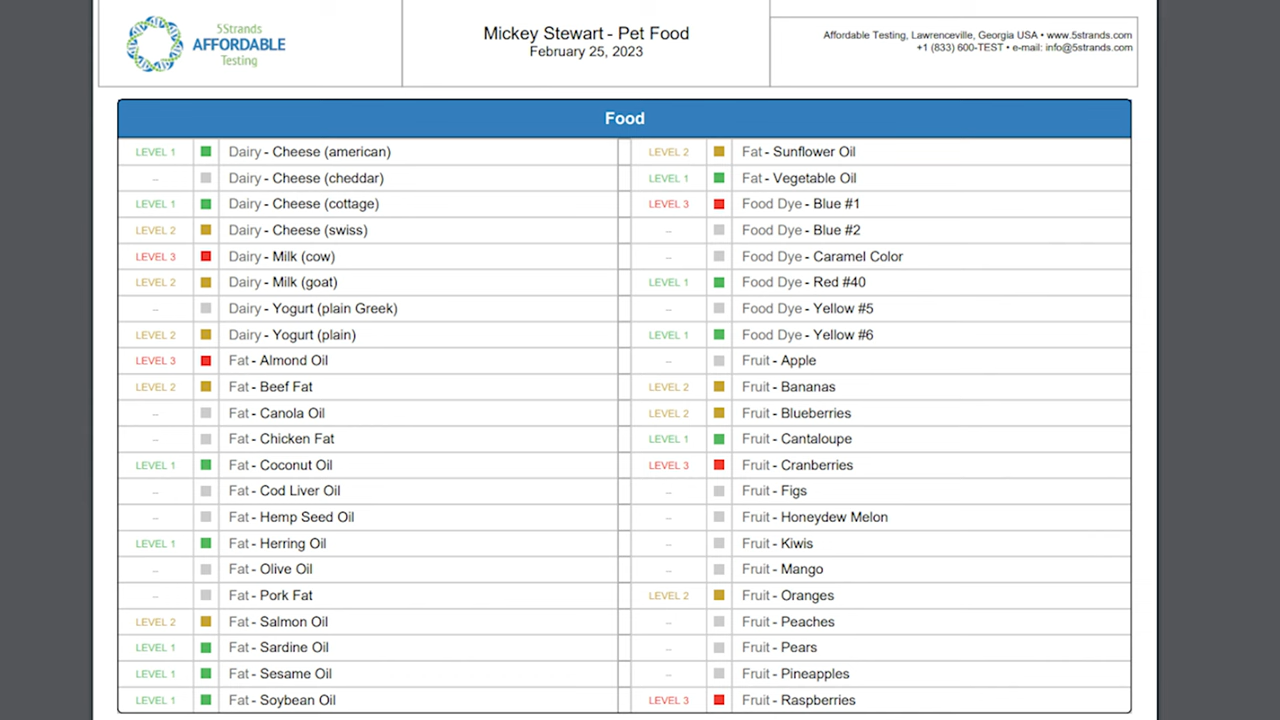 5Strands
AFFORDABLE
Testing
Mickey Stewart - Pet Food
February 25, 2023
Affordable Testing, Lawrenceville, Georgia USA • www.5strands.com
+1 (833) 600-TEST • e-mail: info@5strands.com
Food
LEVEL 1 Dairy - Cheese (american)
– Dairy - Cheese (cheddar)
LEVEL 1 Dairy - Cheese (cottage)
LEVEL 2 Dairy - Cheese (swiss)
LEVEL 3 Dairy - Milk (cow)
LEVEL 2 Dairy - Milk (goat)
– Dairy - Yogurt (plain Greek)
LEVEL 2 Dairy - Yogurt (plain)
LEVEL 3 Fat - Almond Oil
LEVEL 2 Fat - Beef Fat
– Fat - Canola Oil
– Fat - Chicken Fat
LEVEL 1 Fat - Coconut Oil
– Fat - Cod Liver Oil
– Fat - Hemp Seed Oil
LEVEL 1 Fat - Herring Oil
– Fat - Olive Oil
– Fat - Pork Fat
LEVEL 2 Fat - Salmon Oil
LEVEL 1 Fat - Sardine Oil
LEVEL 1 Fat - Sesame Oil
LEVEL 1 Fat - Soybean Oil
LEVEL 2 Fat - Sunflower Oil
LEVEL 1 Fat - Vegetable Oil
LEVEL 3 Food Dye - Blue #1
– Food Dye - Blue #2
– Food Dye - Caramel Color
LEVEL 1 Food Dye - Red #40
– Food Dye - Yellow #5
LEVEL 1 Food Dye - Yellow #6
– Fruit - Apple
LEVEL 2 Fruit - Bananas
LEVEL 2 Fruit - Blueberries
LEVEL 1 Fruit - Cantaloupe
LEVEL 3 Fruit - Cranberries
– Fruit - Figs
– Fruit - Honeydew Melon
– Fruit - Kiwis
– Fruit - Mango
LEVEL 2 Fruit - Oranges
– Fruit - Peaches
– Fruit - Pears
– Fruit - Pineapples
LEVEL 3 Fruit - Raspberries